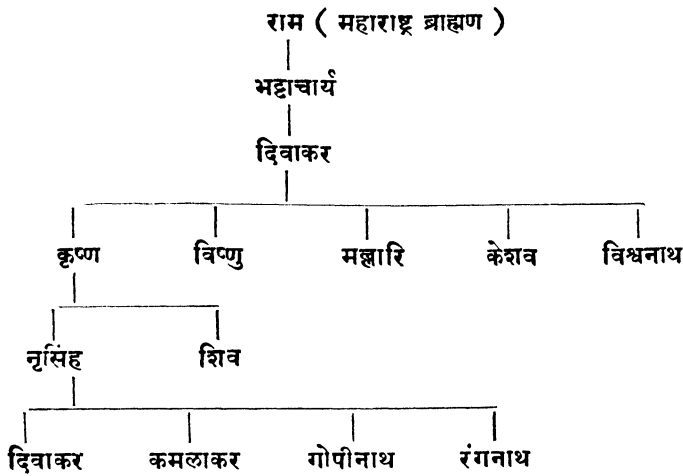 राम ( महाराष्ट्र ब्राह्मण )
भट्टाचार्य
दिवाकर
कृष्ण विष्णु मल्लारि केशव विश्वनाथ
नृसिंह शिव
दिवाकर कमलाकर गोपीनाथ रंगनाथ